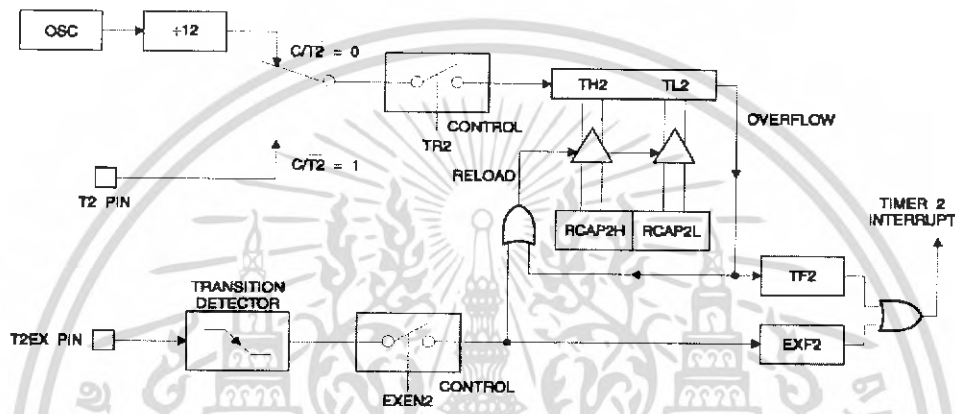 OSC
÷12
C/T2 = 0
TH2 TL2
CONTROL
TR2
OVERFLOW
C/T2 = 1
T2 PIN
RELOAD
TIMER 2
INTERRUPT
RCAP2H RCAP2L
TRANSITION
DETECTOR
TF2
T2EX PIN
EXF2
CONTROL
EXEN2